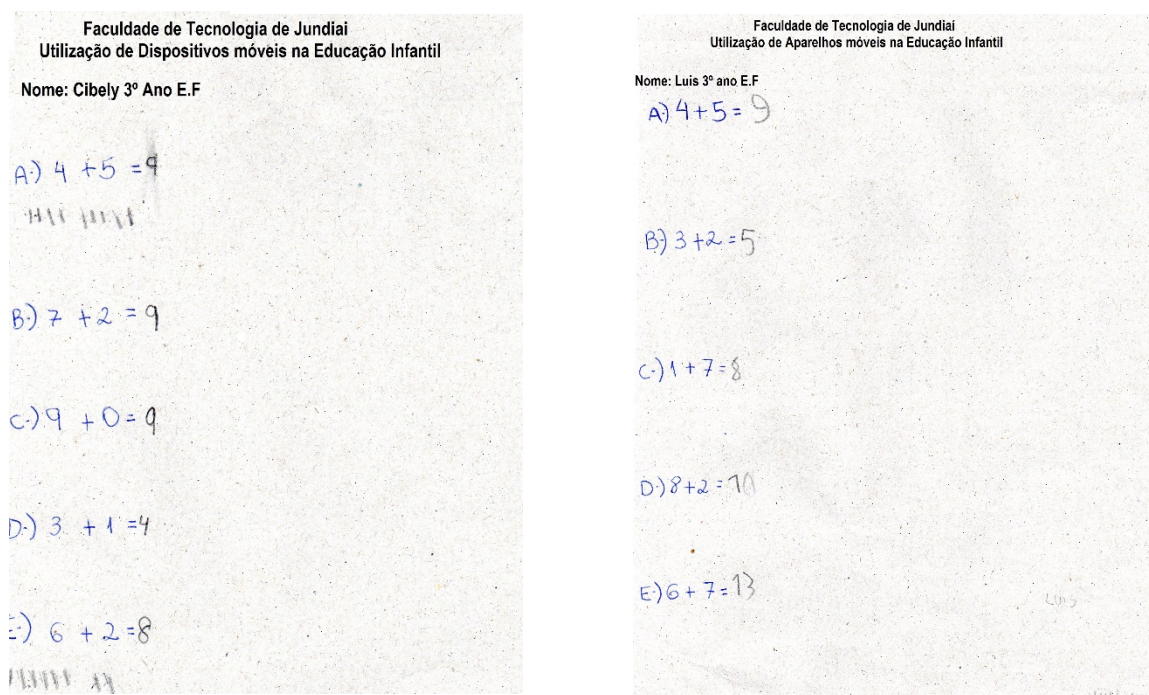 Faculdade de Tecnologia de Jundiai
Utilização de Dispositivos móveis na Educação Infantil
Nome: Cibely 3º Ano E.F
A.) 4 + 5 = 9
B.) 7 + 2 = 9
C.) 9 + 0 = 9
D.) 3 + 1 = 4
E.) 6 + 2 = 8
Faculdade de Tecnologia de Jundiaí
Utilização de Aparelhos móveis na Educação Infantil
Nome: Luis 3º ano E.F
A) 4 + 5 = 9
B) 3 + 2 = 5
C.) 1 + 7 = 8
D.) 8 + 2 = 10
E.) 6 + 7 = 13
Luis